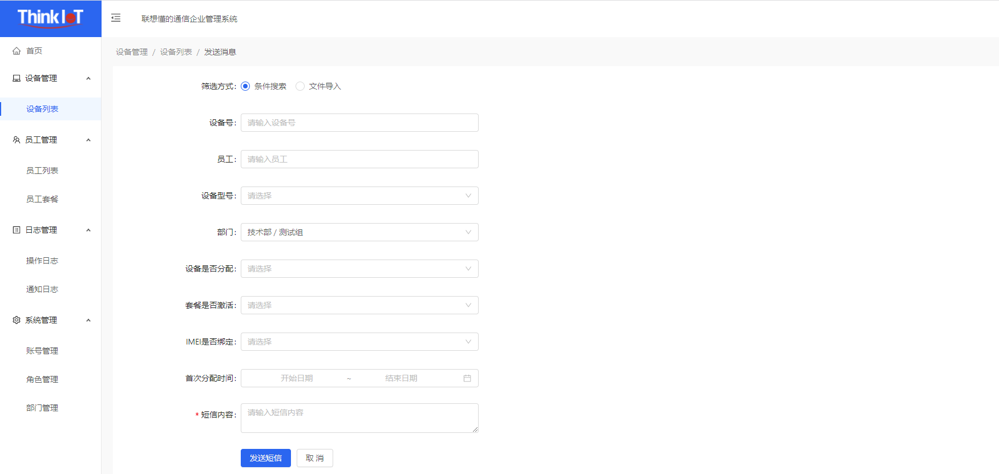 Think IoT
联想懂的通信企业管理系统
首页
设备管理
设备列表
员工管理
员工列表
员工套餐
日志管理
操作日志
通知日志
系统管理
账号管理
角色管理
部门管理
设备管理 / 设备列表 / 发送消息
筛选方式: 条件搜索 文件导入
设备号: 请输入设备号
员工: 请输入员工
设备型号: 请选择
部门: 技术部 / 测试组
设备是否分配: 请选择
套餐是否激活: 请选择
IMEI是否绑定: 请选择
首次分配时间: 开始日期 ~ 结束日期
* 短信内容: 请输入短信内容
发送短信 取 消